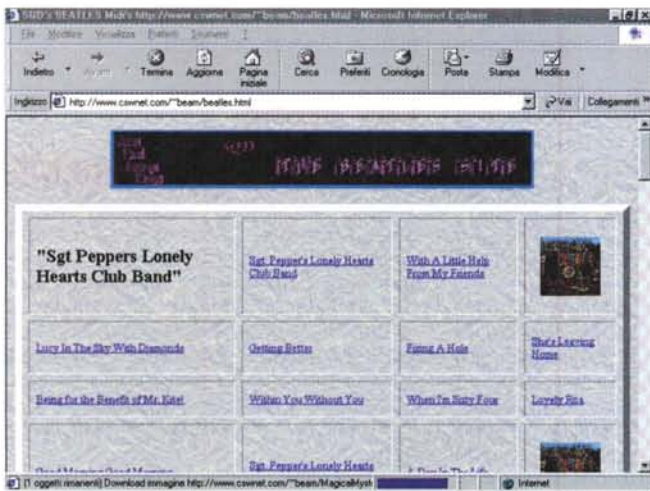 SUD's BEATLES Midi's http://www.cswnet.com/~beam/beatles.html - Microsoft Internet Explorer
File Modifica Visualizza Preferiti Strumenti ?
Indietro Avanti Termina Aggiorna Pagina iniziale Cerca Preferiti Cronologia Posta Stampa Modifica
Indirizzo http://www.cswnet.com/~beam/beatles.html Vai Collegamenti »
THE BEATLES SITE
"Sgt Peppers Lonely
Hearts Club Band"
Sgt. Pepper's Lonely Hearts
Club Band
With A Little Help
From My Friends
Lucy In The Sky With Diamonds
Getting Better
Fixing A Hole
She's Leaving
Home
Being for the Benefit of Mr. Kite!
Within You Without You
When I'm Sixty Four
Lovely Rita
Good Morning Good Morning
Sgt. Pepper's Lonely Hearts
A Day In The Life
(1 oggetti rimanenti) Download immagine http://www.cswnet.com/~beam/MagicalMyst
Internet